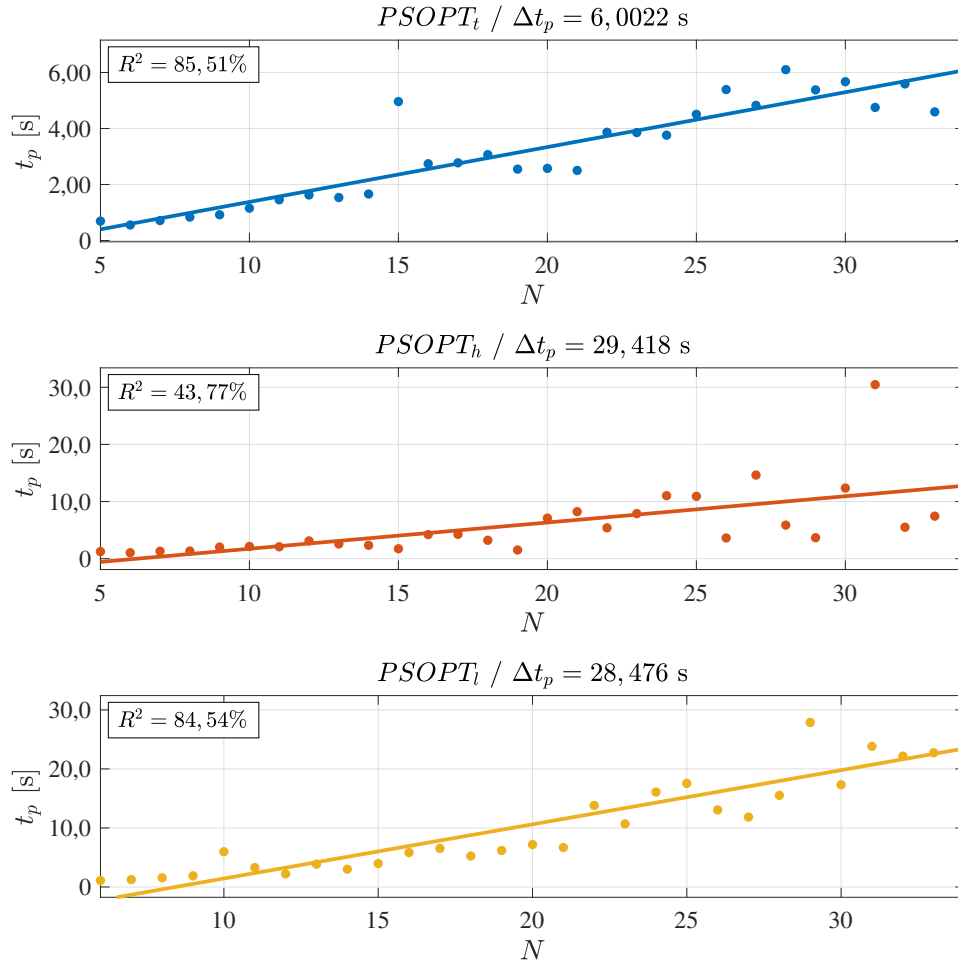 PSOPT_t / Δt_p = 6,0022 s
R² = 85,51%
6,00
4,00
2,00
0
t_p [s]
5 10 15 20 25 30
N
PSOPT_h / Δt_p = 29,418 s
R² = 43,77%
30,0
20,0
10,0
0
t_p [s]
5 10 15 20 25 30
N
PSOPT_l / Δt_p = 28,476 s
R² = 84,54%
30,0
20,0
10,0
0
t_p [s]
10 15 20 25 30
N